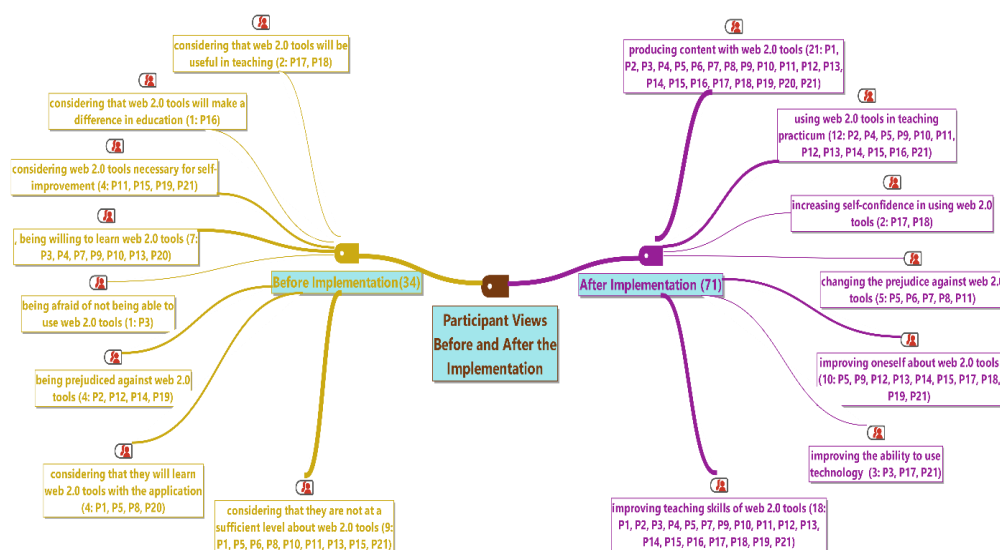 considering that web 2.0 tools will be
useful in teaching (2: P17, P18)
considering that web 2.0 tools will make a
difference in education (1: P16)
considering web 2.0 tools necessary for self-
improvement (4: P11, P15, P19, P21)
, being willing to learn web 2.0 tools (7:
P3, P4, P7, P9, P10, P13, P20)
being afraid of not being able to
use web 2.0 tools (1: P3)
being prejudiced against web 2.0
tools (4: P2, P12, P14, P19)
considering that they will learn
web 2.0 tools with the application
(4: P1, P5, P8, P20)
considering that they are not at a
sufficient level about web 2.0 tools (9:
P1, P5, P6, P8, P10, P11, P13, P15, P21)
Before Implementation(34)
Participant Views
Before and After the
Implementation
After Implementation (71)
producing content with web 2.0 tools (21: P1,
P2, P3, P4, P5, P6, P7, P8, P9, P10, P11, P12, P13,
P14, P15, P16, P17, P18, P19, P20, P21)
using web 2.0 tools in teaching
practicum (12: P2, P4, P5, P9, P10, P11,
P12, P13, P14, P15, P16, P21)
increasing self-confidence in using web 2.0
tools (2: P17, P18)
changing the prejudice against web 2.0
tools (5: P5, P6, P7, P8, P11)
improving oneself about web 2.0 tools
(10: P5, P9, P12, P13, P14, P15, P17, P18,
P19, P21)
improving the ability to use
technology (3: P3, P17, P21)
improving teaching skills of web 2.0 tools (18:
P1, P2, P3, P4, P5, P7, P9, P10, P11, P12, P13,
P14, P15, P16, P17, P18, P19, P21)